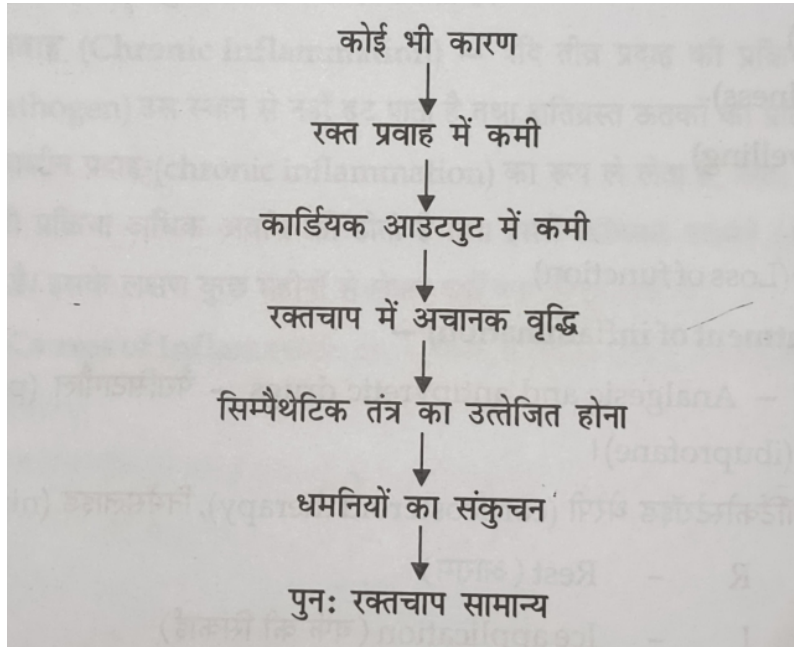 कोई भी कारण
रक्त प्रवाह में कमी
कार्डियक आउटपुट में कमी
रक्तचाप में अचानक वृद्धि
सिम्पैथेटिक तंत्र का उत्तेजित होना
धमनियों का संकुचन
पुन: रक्तचाप सामान्य